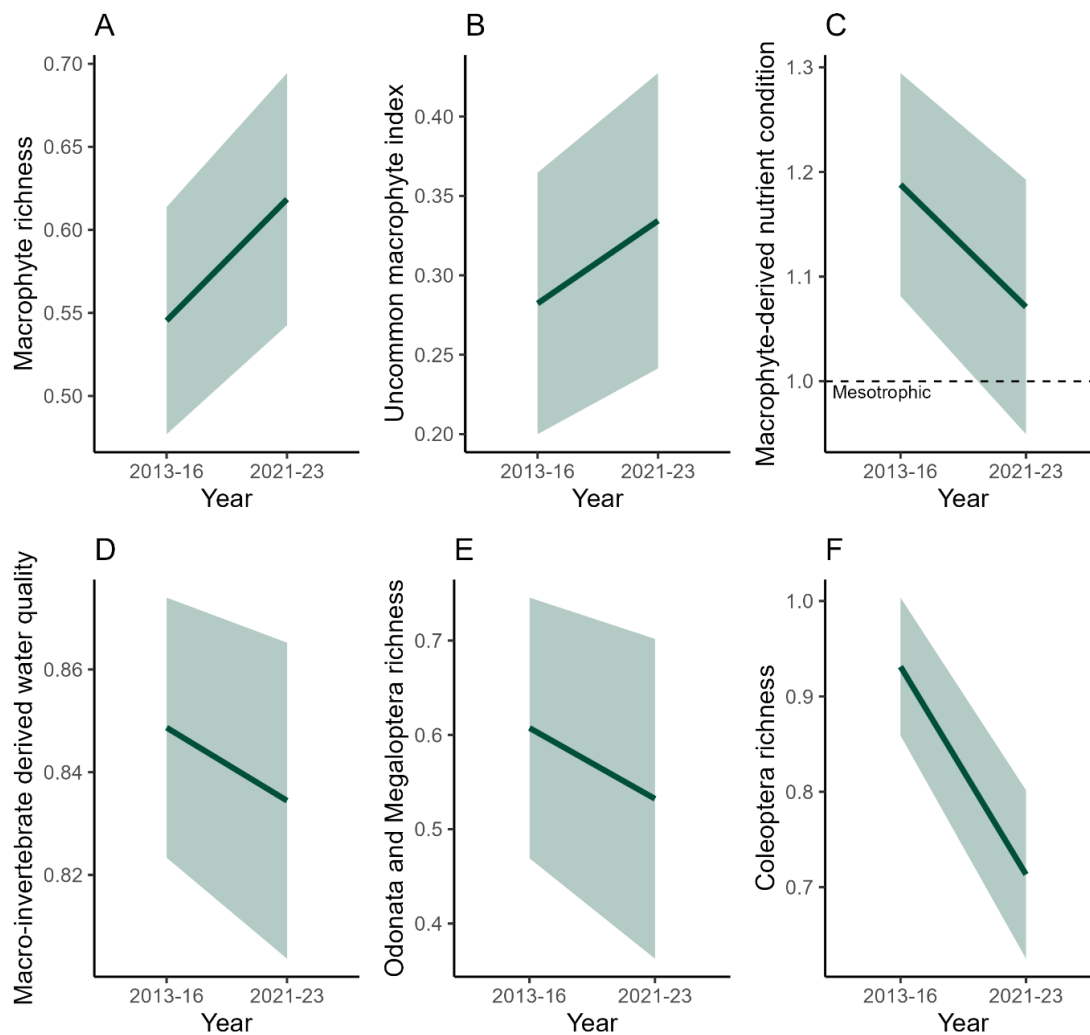 A
Macrophyte richness
0.70
0.65
0.60
0.55
0.50
2013-16
2021-23
Year
B
Uncommon macrophyte index
0.40
0.35
0.30
0.25
0.20
2013-16
2021-23
Year
C
Macrophyte-derived nutrient condition
1.3
1.2
1.1
1.0
Mesotrophic
2013-16
2021-23
Year
D
Macro-invertebrate derived water quality
0.86
0.84
0.82
2013-16
2021-23
Year
E
Odonata and Megaloptera richness
0.7
0.6
0.5
0.4
2013-16
2021-23
Year
F
Coleoptera richness
1.0
0.9
0.8
0.7
2013-16
2021-23
Year